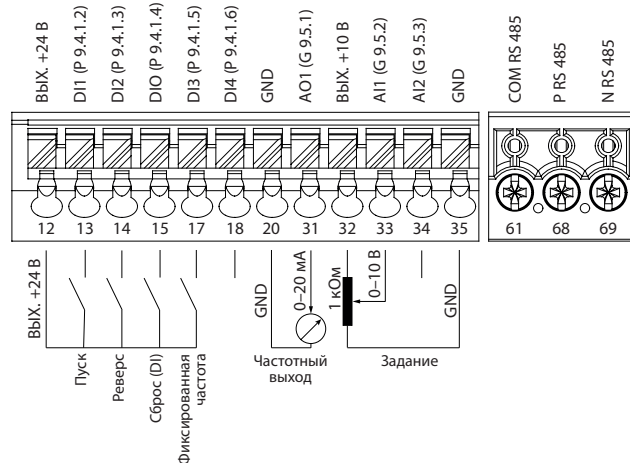 ВЫХ. +24 В
DI1 (P 9.4.1.2)
DI2 (P 9.4.1.3)
DIO (P 9.4.1.4)
DI3 (P 9.4.1.5)
DI4 (P 9.4.1.6)
GND
AO1 (G 9.5.1)
ВЫХ. +10 В
AI1 (G 9.5.2)
AI2 (G 9.5.3)
GND
COM RS 485
P RS 485
N RS 485
12 13 14 15 17 18 20 31 32 33 34 35 61 68 69
ВЫХ. +24 В
GND
0–20 мА
1 кОм
0–10 В
GND
Пуск
Реверс
Сброс (DI)
Фиксированная
частота
Частотный
выход
Задание